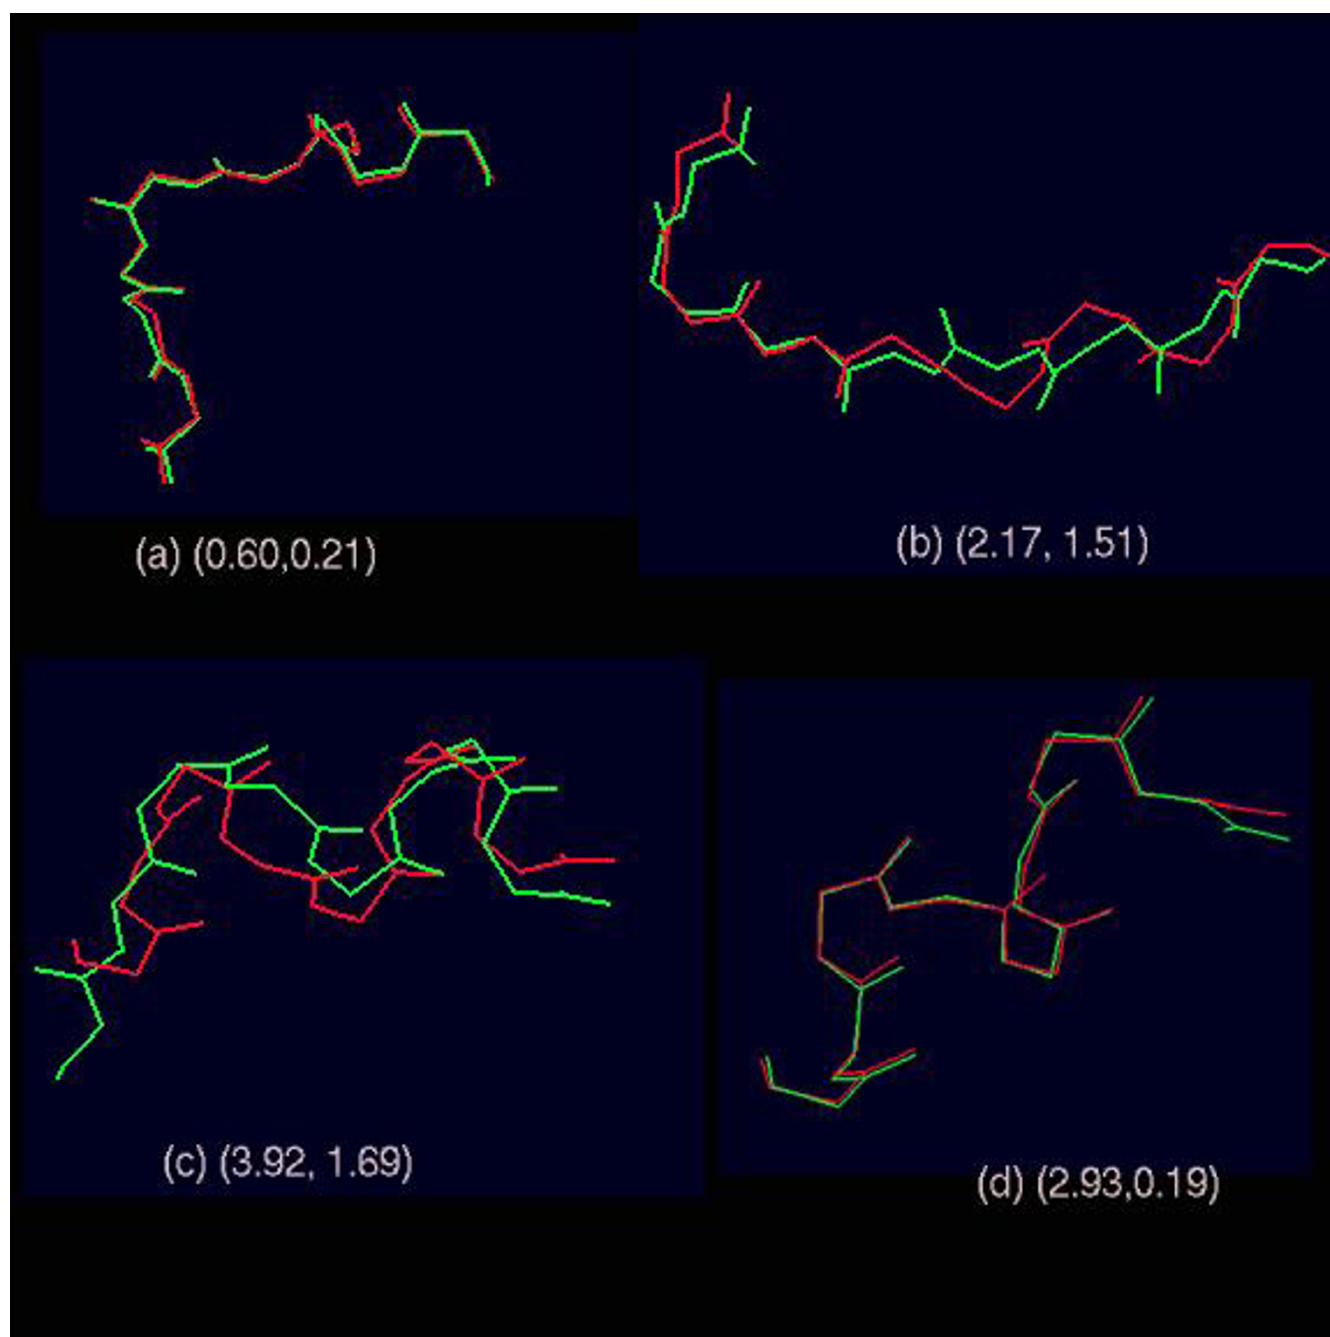 (a) (0.60,0.21)
(b) (2.17, 1.51)
(c) (3.92, 1.69)
(d) (2.93,0.19)